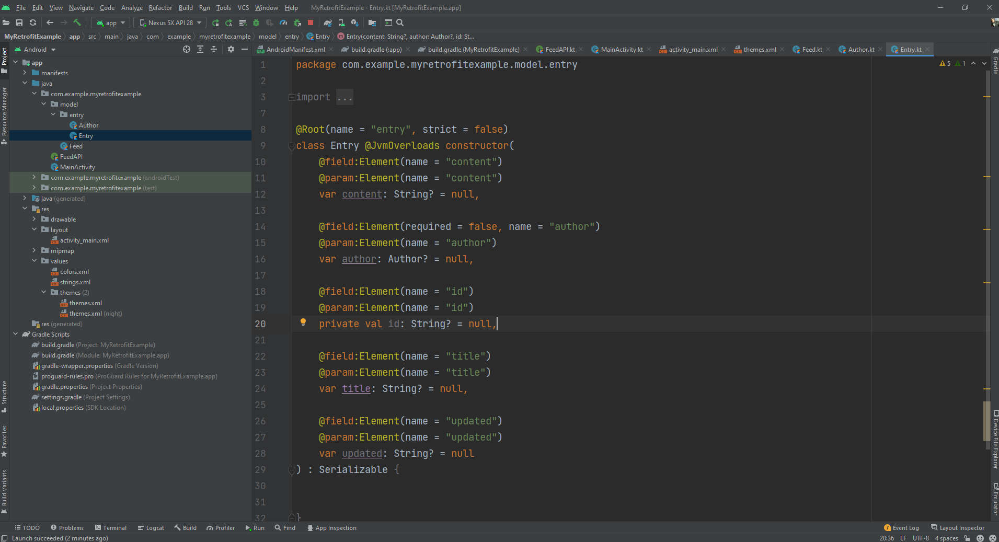 File Edit View Navigate Code Analyze Refactor Build Run Tools VCS Window Help MyRetrofitExample - Entry.kt [MyRetrofitExample.app]
app Nexus 5X API 28
MyRetrofitExample app src main java com example myretrofitexample model entry Entry Entry(content: String?, author: Author?, id: St...
Android
AndroidManifest.xml build.gradle (:app) build.gradle (MyRetrofitExample) FeedAPI.kt MainActivity.kt activity_main.xml themes.xml Feed.kt Author.kt Entry.kt
Project
Resource Manager
Structure
Favorites
Build Variants
app
manifests
java
com.example.myretrofitexample
model
entry
Author
Entry
Feed
FeedAPI
MainActivity
com.example.myretrofitexample (androidTest)
com.example.myretrofitexample (test)
java (generated)
res
drawable
layout
activity_main.xml
mipmap
values
colors.xml
strings.xml
themes (2)
themes.xml
themes.xml (night)
res (generated)
Gradle Scripts
build.gradle (Project: MyRetrofitExample)
build.gradle (Module: MyRetrofitExample.app)
gradle-wrapper.properties (Gradle Version)
proguard-rules.pro (ProGuard Rules for MyRetrofitExample.app)
gradle.properties (Project Properties)
settings.gradle (Project Settings)
local.properties (SDK Location)
1 package com.example.myretrofitexample.model.entry
5 1
2
3 import ...
7
8 @Root(name = "entry", strict = false)
9 class Entry @JvmOverloads constructor(
10 @field:Element(name = "content")
11 @param:Element(name = "content")
12 var content: String? = null,
13
14 @field:Element(required = false, name = "author")
15 @param:Element(name = "author")
16 var author: Author? = null,
17
18 @field:Element(name = "id")
19 @param:Element(name = "id")
20 private val id: String? = null,
21
22 @field:Element(name = "title")
23 @param:Element(name = "title")
24 var title: String? = null,
25
26 @field:Element(name = "updated")
27 @param:Element(name = "updated")
28 var updated: String? = null
29 ) : Serializable {
30
31
32 }
Gradle
Device File Explorer
Emulator
TODO Problems Terminal Logcat Build Profiler Run Find App Inspection 7 Event Log Layout Inspector
Launch succeeded (2 minutes ago) 20:36 LF UTF-8 4 spaces